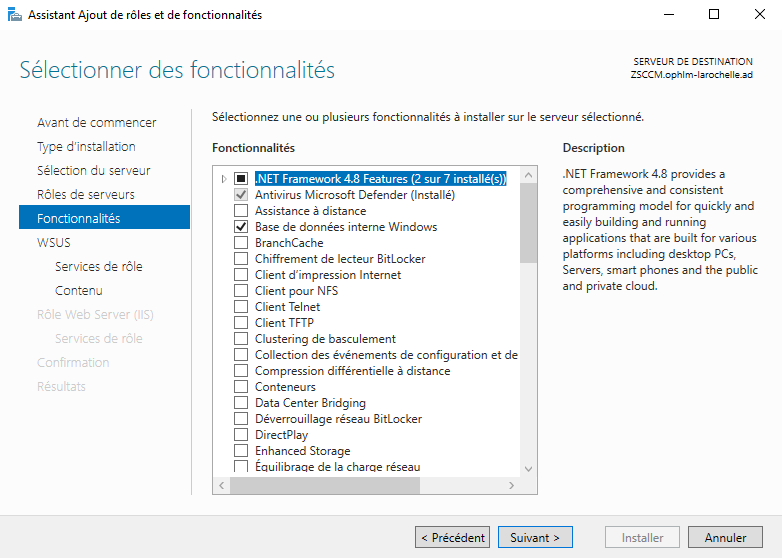 Assistant Ajout de rôles et de fonctionnalités
Sélectionner des fonctionnalités
SERVEUR DE DESTINATION
ZSCCM.ophlm-larochelle.ad
Avant de commencer
Type d'installation
Sélection du serveur
Rôles de serveurs
Fonctionnalités
WSUS
Services de rôle
Contenu
Rôle Web Server (IIS)
Services de rôle
Confirmation
Résultats
Sélectionnez une ou plusieurs fonctionnalités à installer sur le serveur sélectionné.
Fonctionnalités
.NET Framework 4.8 Features (2 sur 7 installé(s))
Antivirus Microsoft Defender (Installé)
Assistance à distance
Base de données interne Windows
BranchCache
Chiffrement de lecteur BitLocker
Client d'impression Internet
Client pour NFS
Client Telnet
Client TFTP
Clustering de basculement
Collection des événements de configuration et de
Compression différentielle à distance
Conteneurs
Data Center Bridging
Déverrouillage réseau BitLocker
DirectPlay
Enhanced Storage
Équilibrage de la charge réseau
Description
.NET Framework 4.8 provides a
comprehensive and consistent
programming model for quickly and
easily building and running
applications that are built for various
platforms including desktop PCs,
Servers, smart phones and the public
and private cloud.
< Précédent
Suivant >
Installer
Annuler